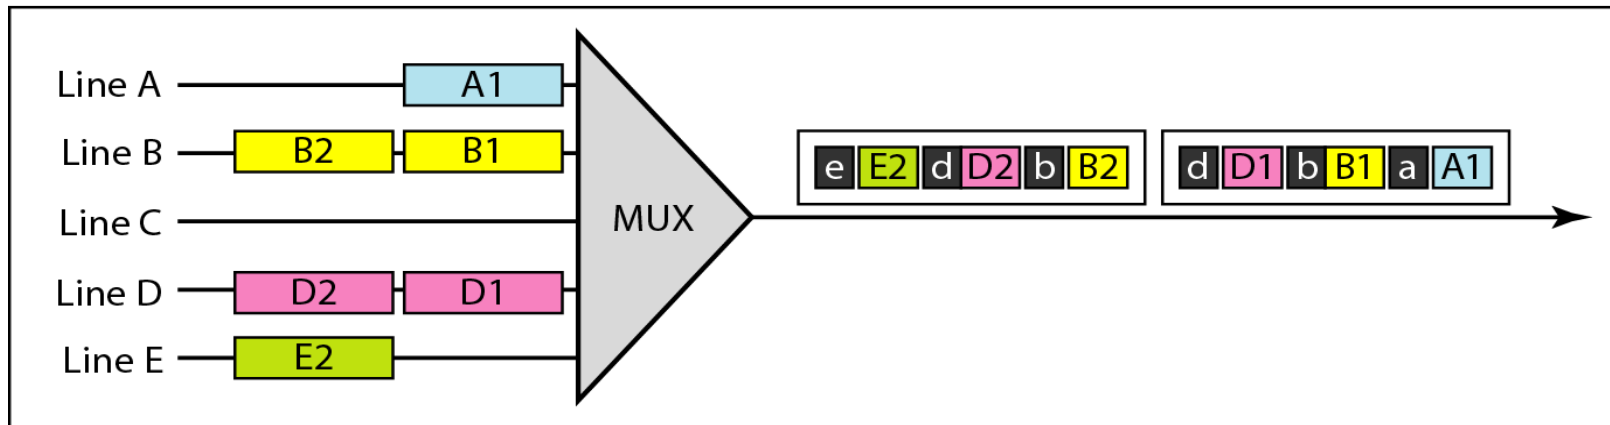 Line A A1
Line B B2 B1
Line C
Line D D2 D1
Line E E2
MUX
e E2 d D2 b B2
d D1 b B1 a A1